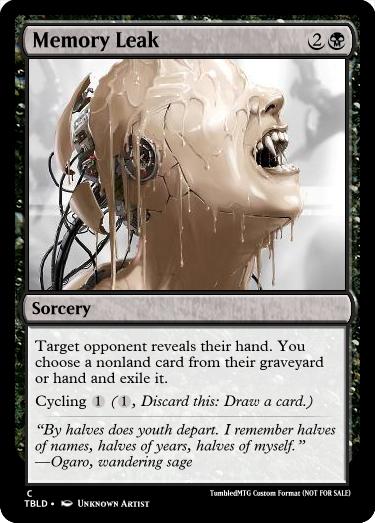 Memory Leak 2
Sorcery
Target opponent reveals their hand. You
choose a nonland card from their graveyard
or hand and exile it.
Cycling 1 (1, Discard this: Draw a card.)
“By halves does youth depart. I remember halves
of names, halves of years, halves of myself.”
—Ogaro, wandering sage
C
TBLD • Unknown Artist
TumbledMTG Custom Format (NOT FOR SALE)